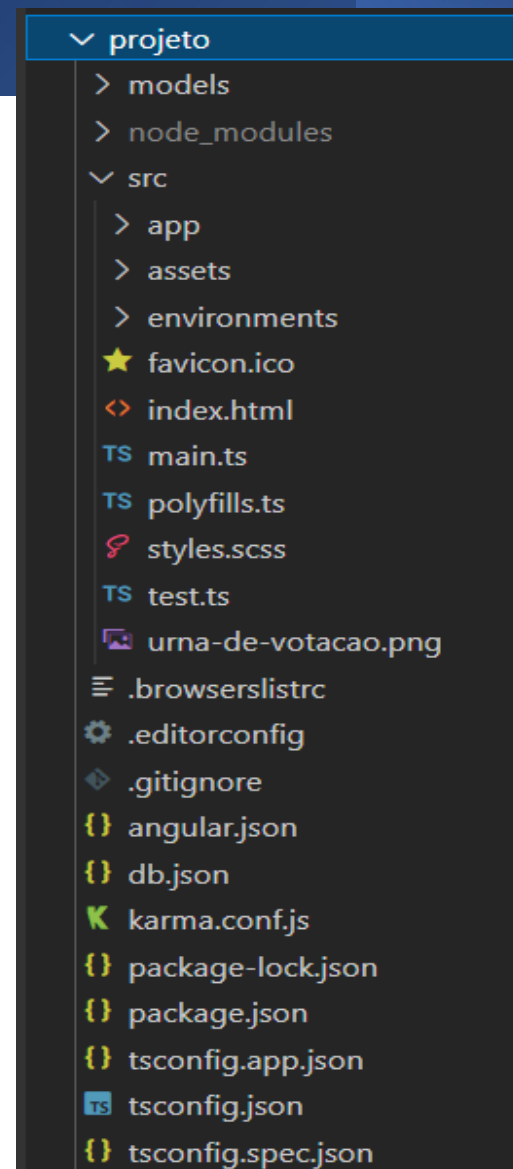 projeto
models
node_modules
src
app
assets
environments
favicon.ico
index.html
TS main.ts
TS polyfills.ts
styles.scss
TS test.ts
urna-de-votacao.png
.browserslistrc
.editorconfig
.gitignore
{} angular.json
{} db.json
K karma.conf.js
{} package-lock.json
{} package.json
{} tsconfig.app.json
TS tsconfig.json
{} tsconfig.spec.json